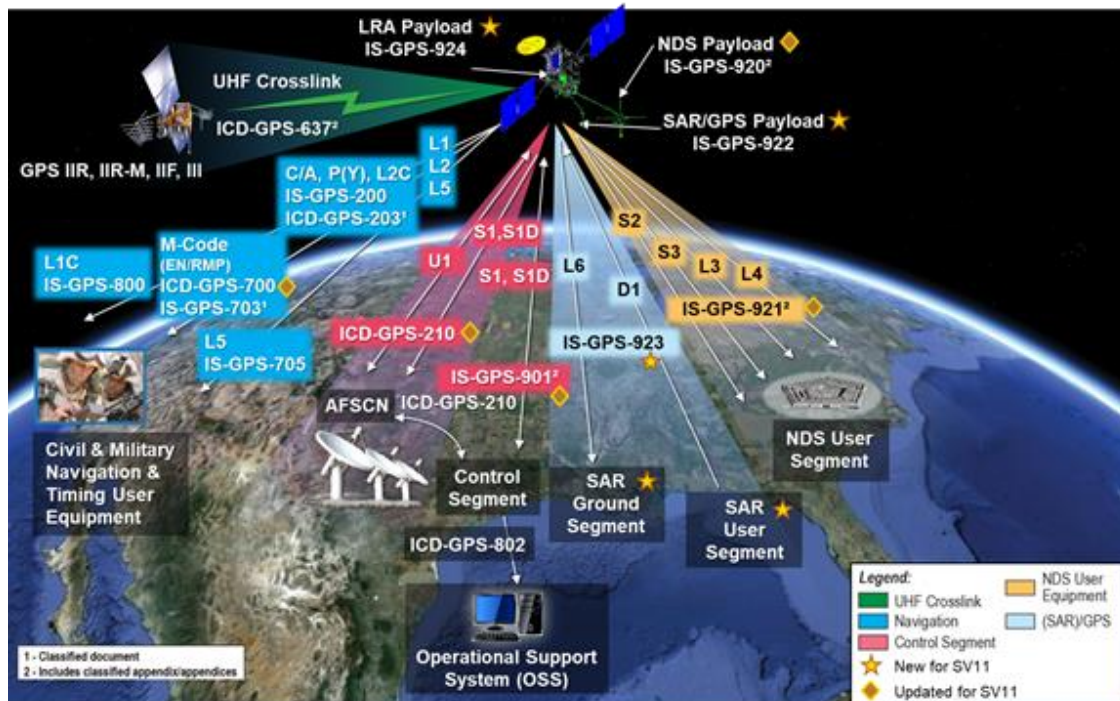 LRA Payload
IS-GPS-924
NDS Payload
IS-GPS-920²
UHF Crosslink
ICD-GPS-637²
SAR/GPS Payload
IS-GPS-922
GPS IIR, IIR-M, IIF, III
L1
L2
L5
C/A, P(Y), L2C
IS-GPS-200
ICD-GPS-203¹
L1C
IS-GPS-800
M-Code
(EN/RMP)
ICD-GPS-700
IS-GPS-703¹
L5
IS-GPS-705
U1
S1,S1D
S1, S1D
L6
D1
S2
S3
L3
L4
ICD-GPS-210
IS-GPS-901²
ICD-GPS-210
IS-GPS-923
IS-GPS-921²
AFSCN
Civil & Military
Navigation &
Timing User
Equipment
Control
Segment
SAR
Ground
Segment
SAR
User
Segment
NDS User
Segment
ICD-GPS-802
Operational Support
System (OSS)
1 - Classified document
2 - Includes classified appendix/appendices
Legend:
UHF Crosslink
Navigation
Control Segment
NDS User
Equipment
(SAR)/GPS
New for SV11
Updated for SV11